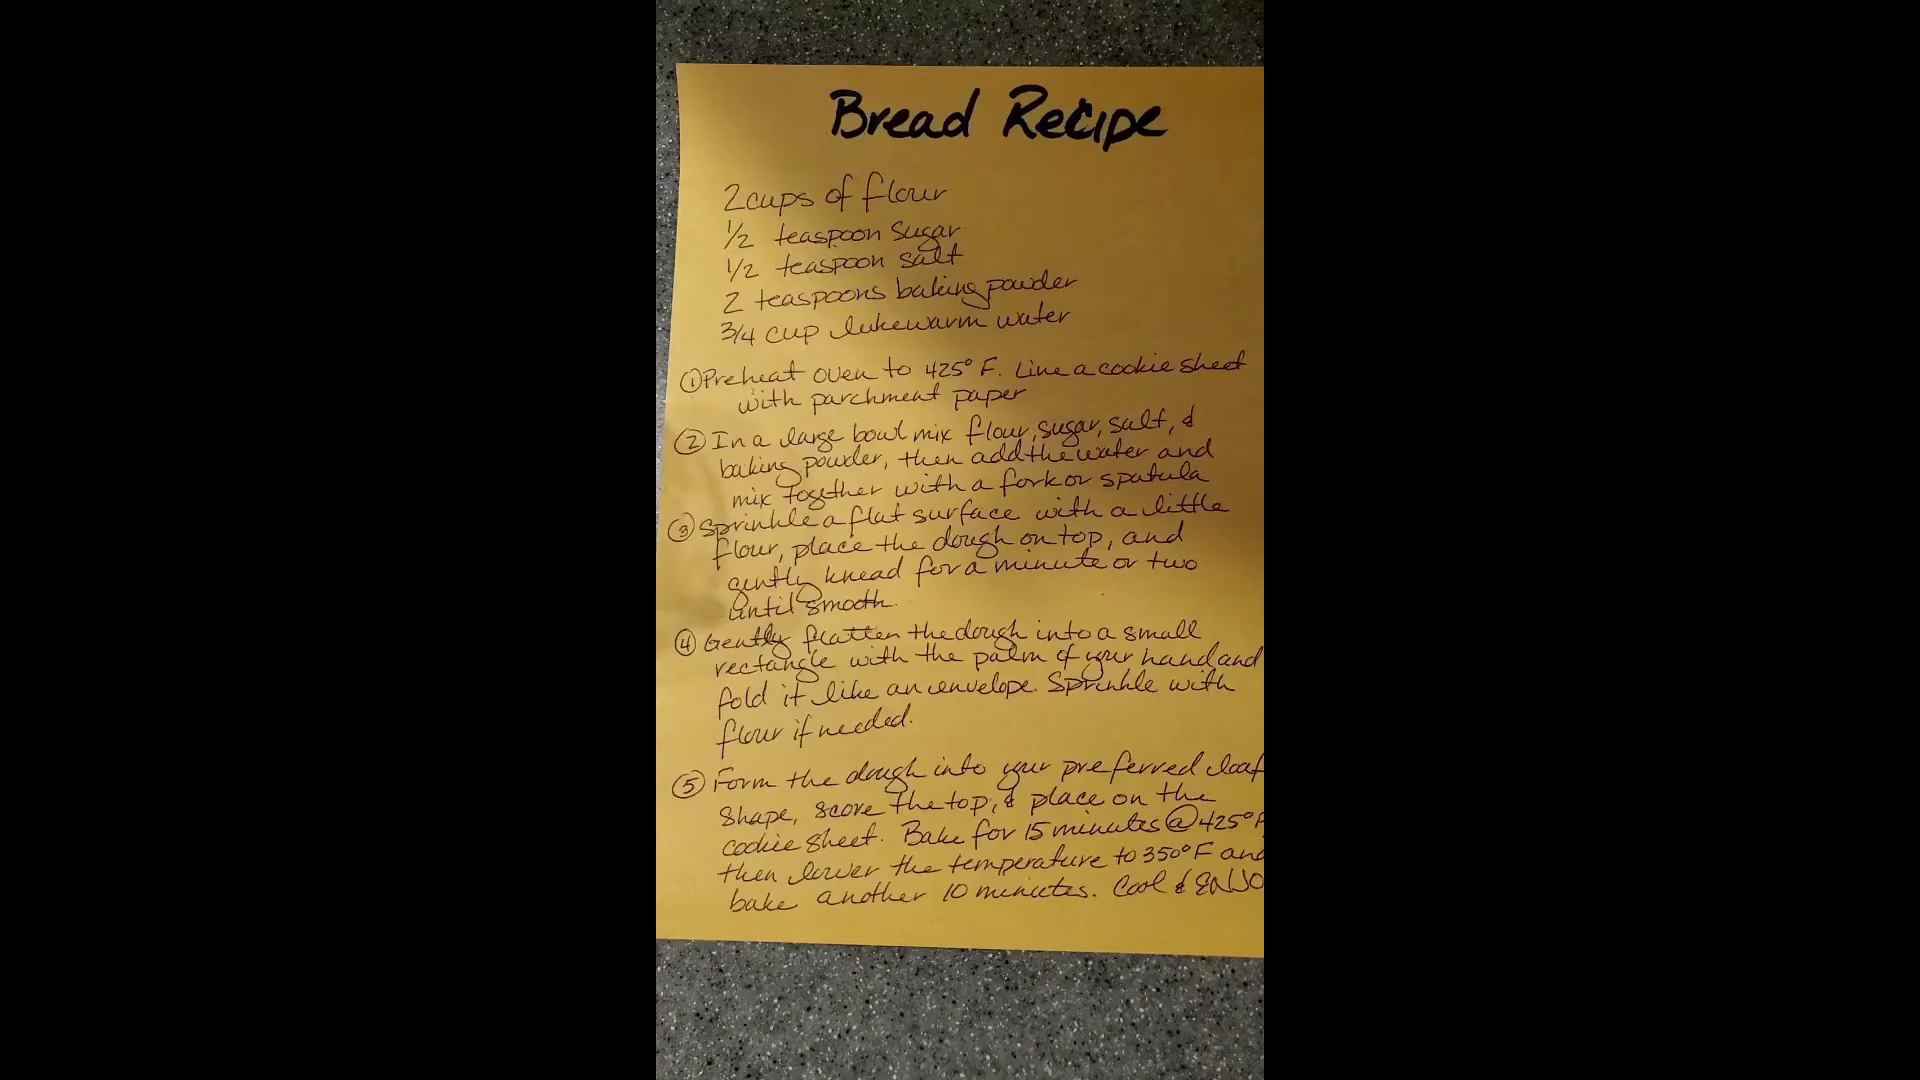 Bread Recipe
2 cups of flour
1/2 teaspoon sugar
1/2 teaspoon salt
2 teaspoons baking powder
3/4 cup lukewarm water
① Preheat oven to 425° F. Line a cookie sheet
with parchment paper
② In a large bowl mix flour, sugar, salt, &
baking powder, then add the water and
mix together with a fork or spatula
③ Sprinkle a flat surface with a little
flour, place the dough on top, and
gently knead for a minute or two
until smooth.
④ Gently flatten the dough into a small
rectangle with the palm of your hand and
fold it like an envelope. Sprinkle with
flour if needed.
⑤ Form the dough into your preferred loaf
shape, score the top, & place on the
cookie sheet. Bake for 15 minutes @ 425° F
then lower the temperature to 350° F and
bake another 10 minutes. Cool & ENJO